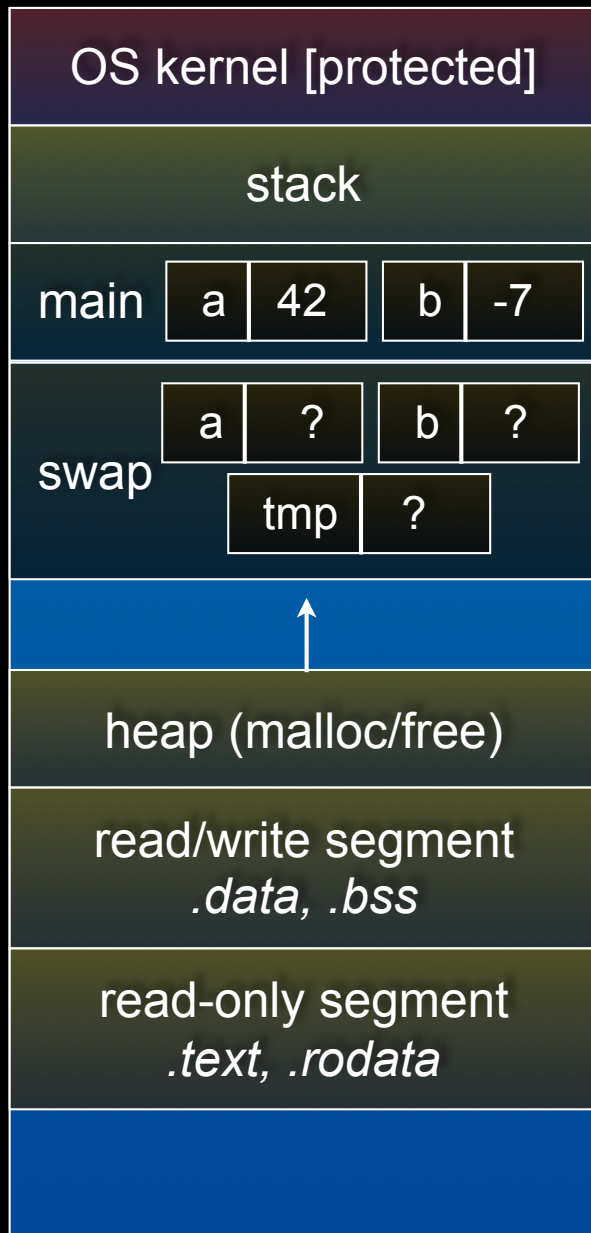 OS kernel [protected]
stack
main a 42 b -7
a ? b ?
swap
tmp ?
heap (malloc/free)
read/write segment
.data, .bss
read-only segment
.text, .rodata